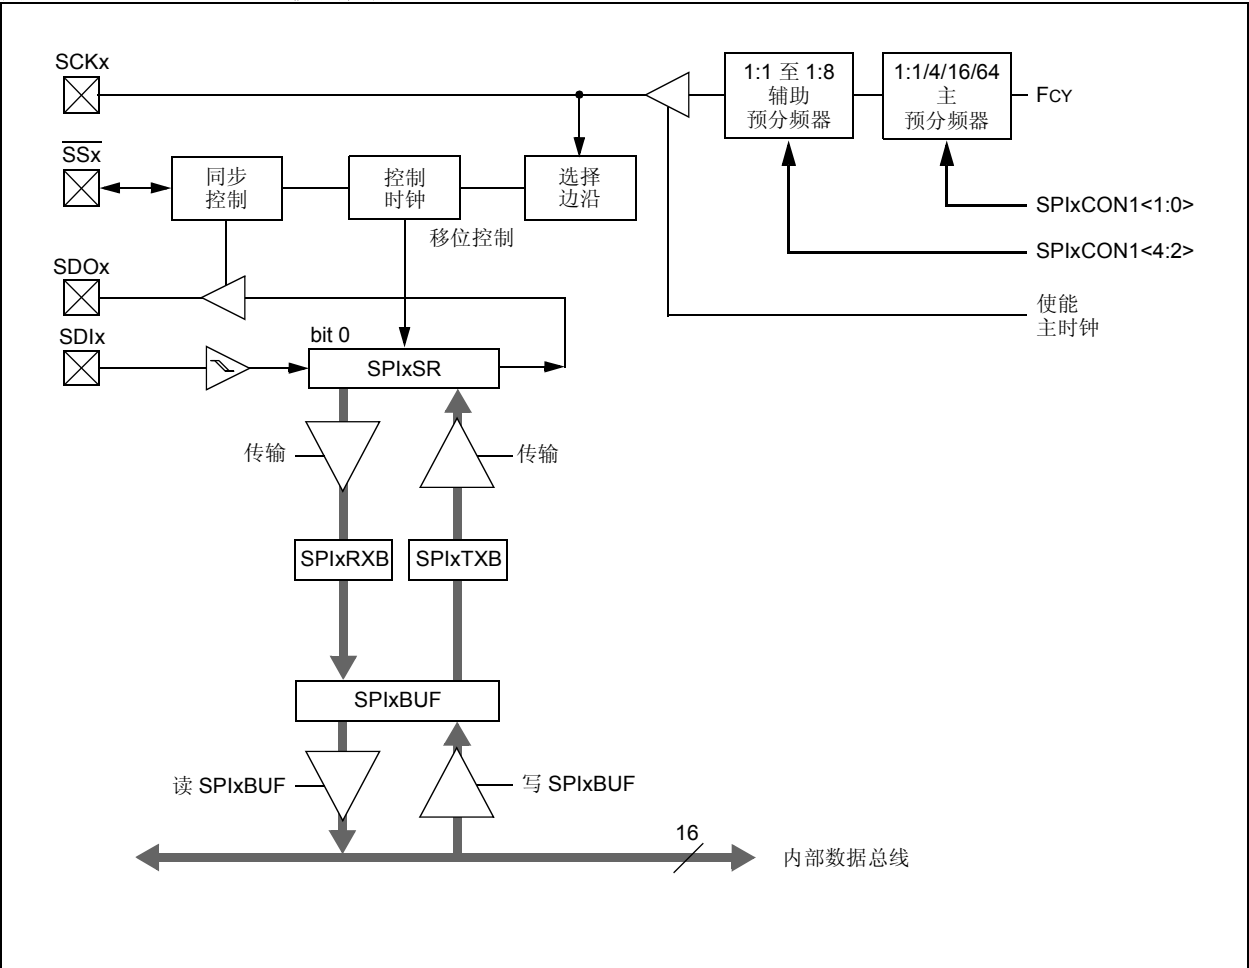 SCKx
1:1 至 1:8
辅助
预分频器
1:1/4/16/64
主
预分频器
FCY
SSx
同步
控制
控制
时钟
选择
边沿
SPIxCON1<1:0>
移位控制
SPIxCON1<4:2>
SDOx
使能
主时钟
SDIx
bit 0
SPIxSR
传输
传输
SPIxRXB
SPIxTXB
SPIxBUF
读 SPIxBUF
写 SPIxBUF
16
内部数据总线